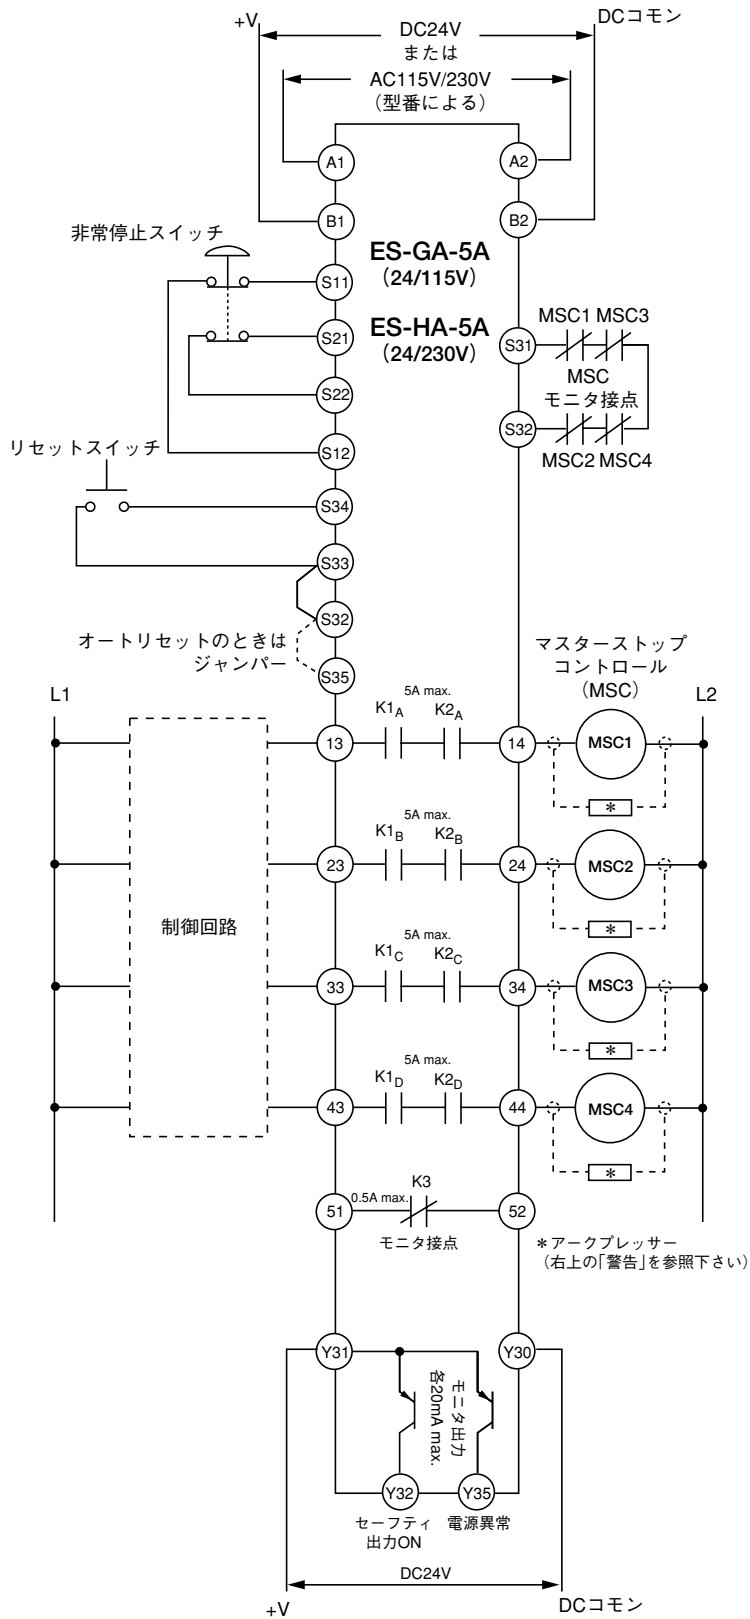 +V
DCコモン
DC24V
または
AC115V/230V
（型番による）
A1
A2
B1
B2
非常停止スイッチ
ES-GA-5A
（24/115V）
S11
ES-HA-5A
（24/230V）
S21
MSC1 MSC3
S31
MSC
モニタ接点
S22
S32
MSC2 MSC4
S12
リセットスイッチ
S34
S33
S32
オートリセットのときは
ジャンパー
S35
マスターストップ
コントロール
（MSC）
L1
L2
5A max.
K1A
K2A
13
14
MSC1
*
5A max.
K1B
K2B
23
24
MSC2
*
制御回路
5A max.
K1C
K2C
33
34
MSC3
*
5A max.
K1D
K2D
43
44
MSC4
*
K3
0.5A max.
51
52
モニタ接点
*アークプレッサー
（右上の「警告」を参照下さい）
Y31
Y30
モニタ出力
各20mA max.
Y32
Y35
セーフティ
出力ON
電源異常
DC24V
+V
DCコモン